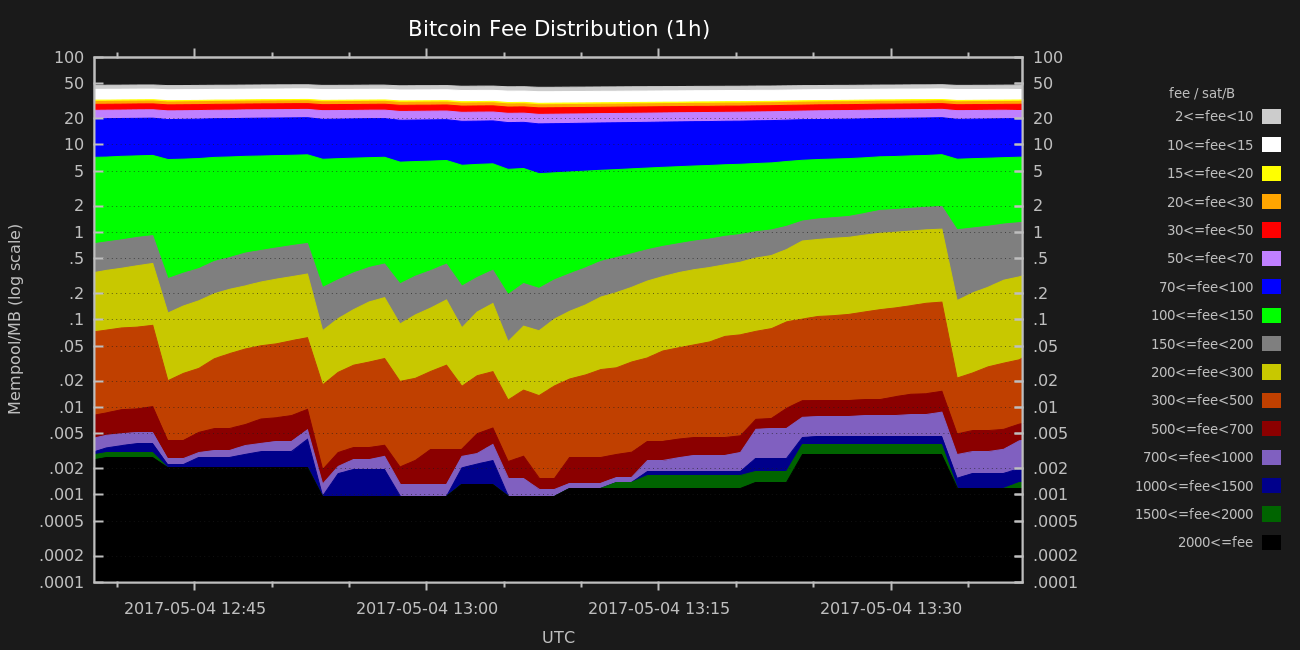 Bitcoin Fee Distribution (1h)
100
50
20
10
5
2
1
.5
.2
.1
.05
.02
.01
.005
.002
.001
.0005
.0002
.0001
Mempool/MB (log scale)
100
50
20
10
5
2
1
.5
.2
.1
.05
.02
.01
.005
.002
.001
.0005
.0002
.0001
2017-05-04 12:45
2017-05-04 13:00
2017-05-04 13:15
2017-05-04 13:30
UTC
fee / sat/B
2<=fee<10
10<=fee<15
15<=fee<20
20<=fee<30
30<=fee<50
50<=fee<70
70<=fee<100
100<=fee<150
150<=fee<200
200<=fee<300
300<=fee<500
500<=fee<700
700<=fee<1000
1000<=fee<1500
1500<=fee<2000
2000<=fee